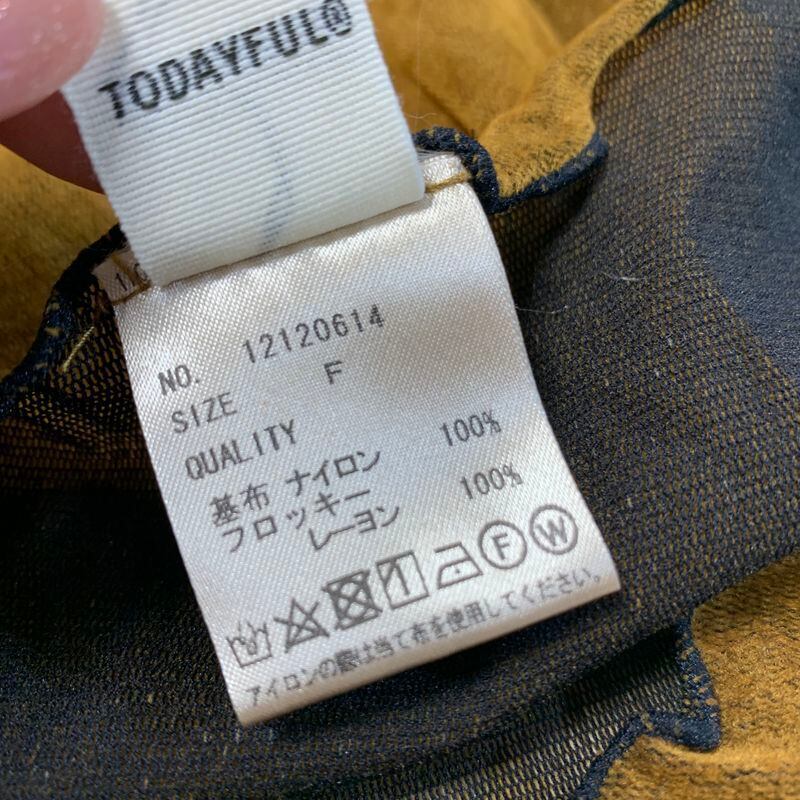 TODAYFUL®
NO. 12120614
SIZE F
QUALITY
基布 ナイロン 100%
フロッキー
レーヨン 100%
F W
アイロンの際は当て布を使用してください。